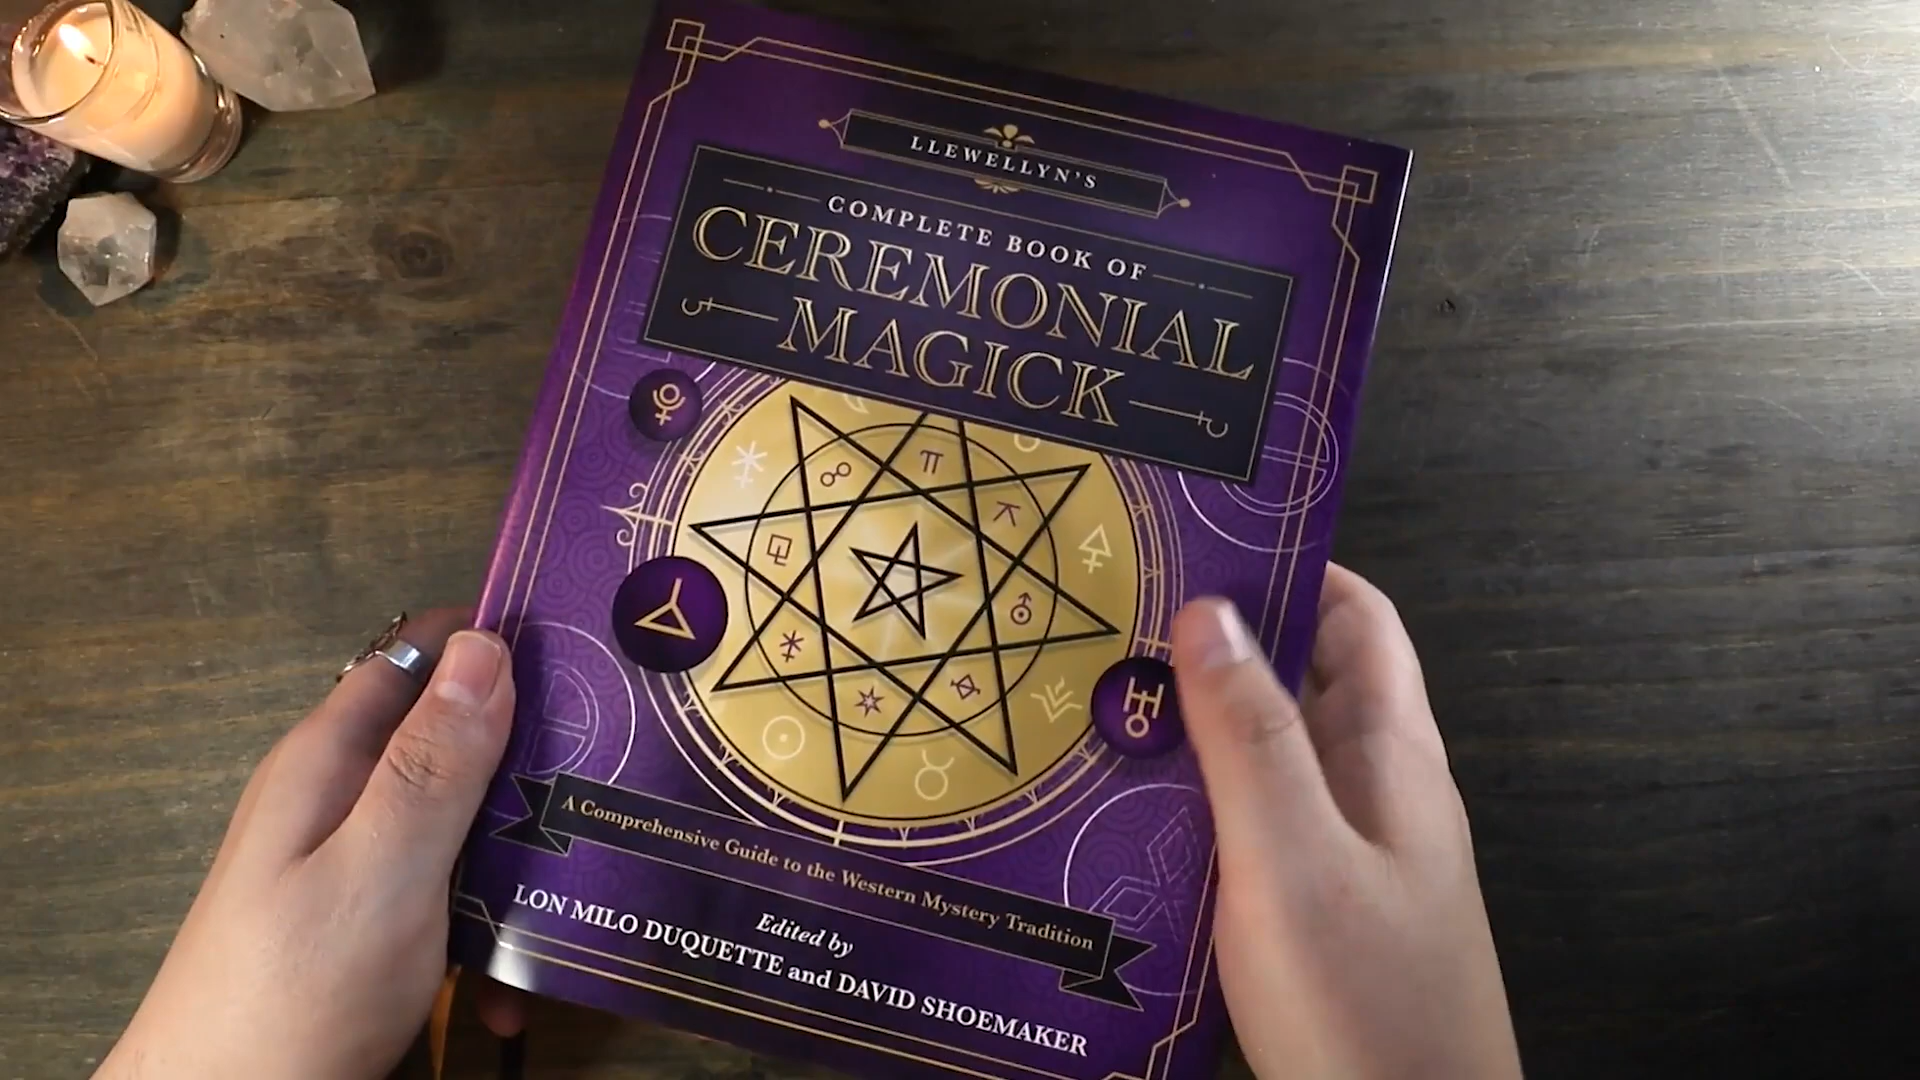 LLEWELLYN'S
COMPLETE BOOK OF
CEREMONIAL
MAGICK
A Comprehensive Guide to the Western Mystery Tradition
Edited by
LON MILO DUQUETTE and DAVID SHOEMAKER